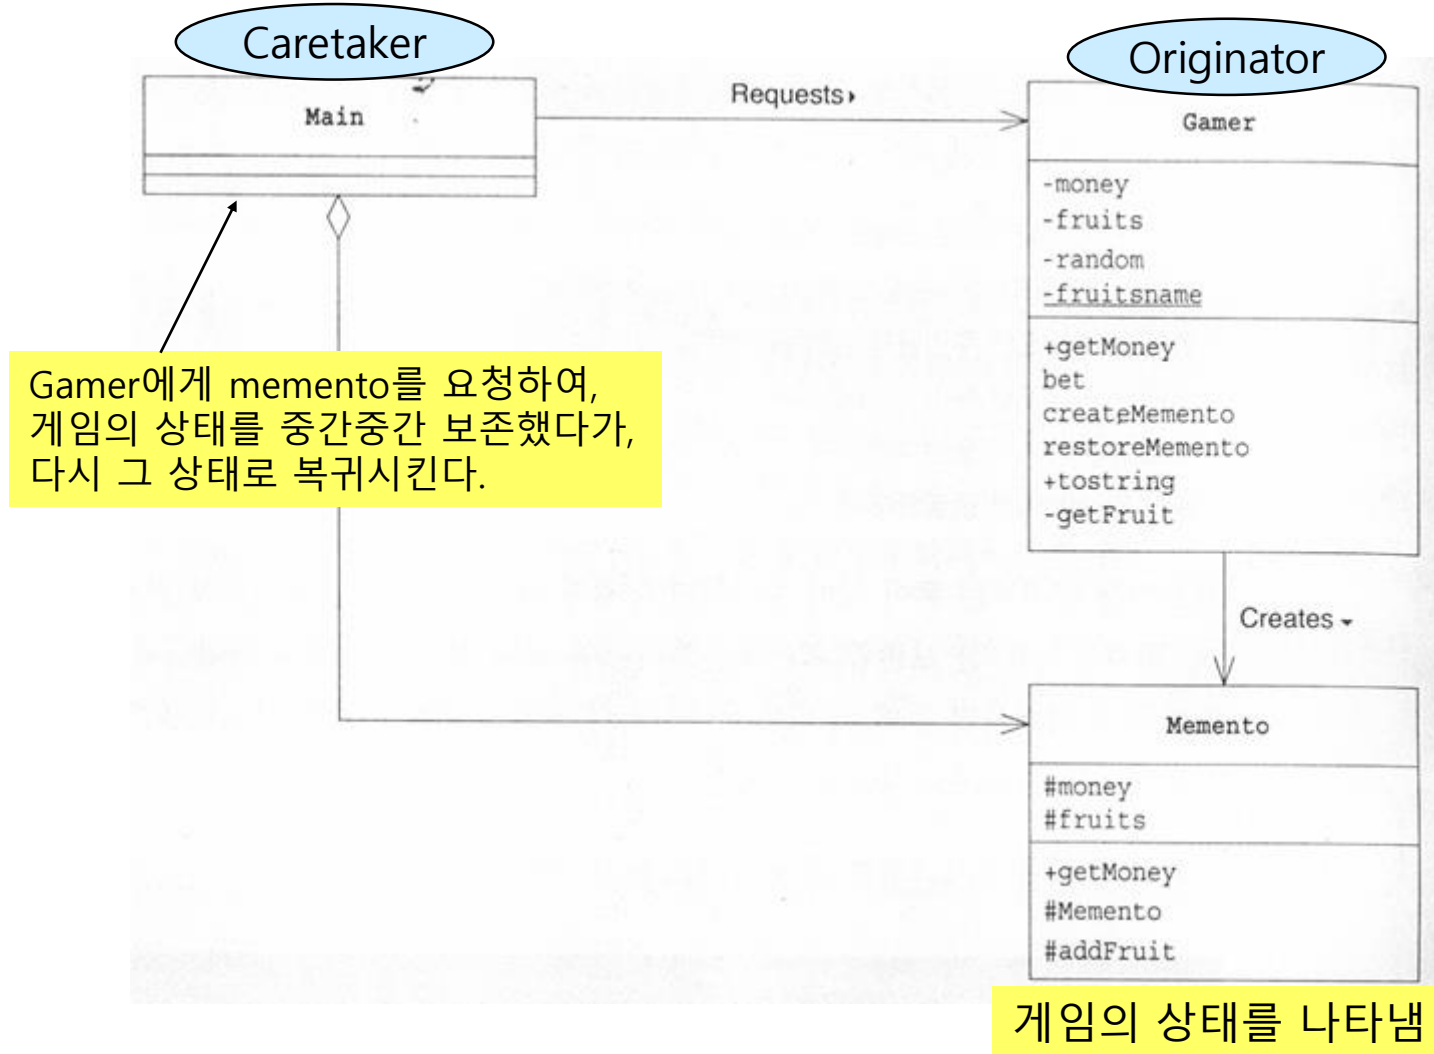 Caretaker
Main
Requests
Originator
Gamer
-money
-fruits
-random
-fruitsname
+getMoney
bet
createMemento
restoreMemento
+tostring
-getFruit
Gamer에게 memento를 요청하여,
게임의 상태를 중간중간 보존했다가,
다시 그 상태로 복귀시킨다.
Creates
Memento
#money
#fruits
+getMoney
#Memento
#addFruit
게임의 상태를 나타냄